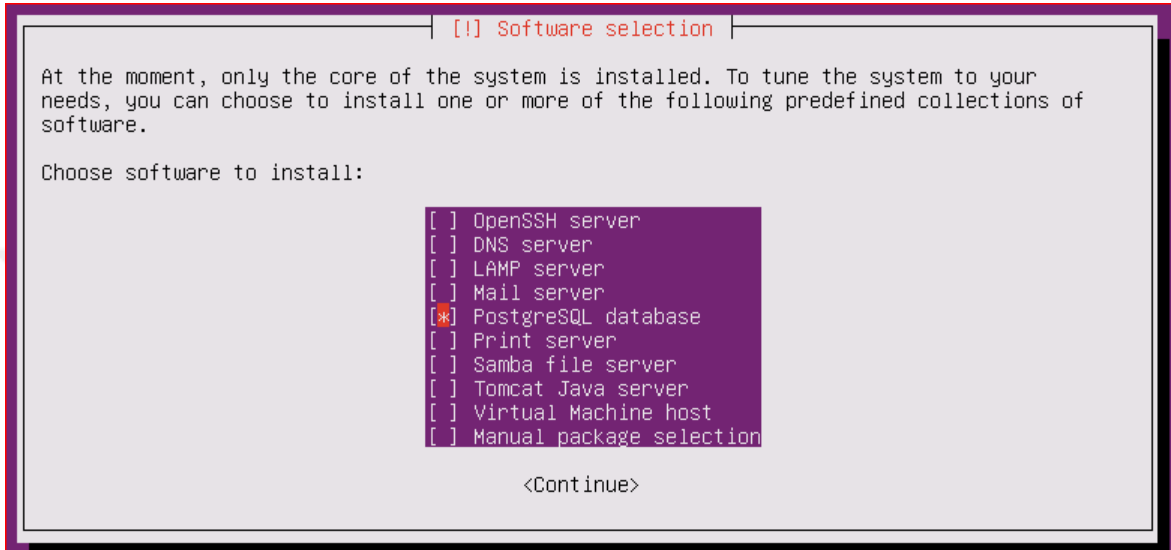 [!] Software selection
At the moment, only the core of the system is installed. To tune the system to your
needs, you can choose to install one or more of the following predefined collections of
software.
Choose software to install:
[ ] OpenSSH server
[ ] DNS server
[ ] LAMP server
[ ] Mail server
[*] PostgreSQL database
[ ] Print server
[ ] Samba file server
[ ] Tomcat Java server
[ ] Virtual Machine host
[ ] Manual package selection
<Continue>